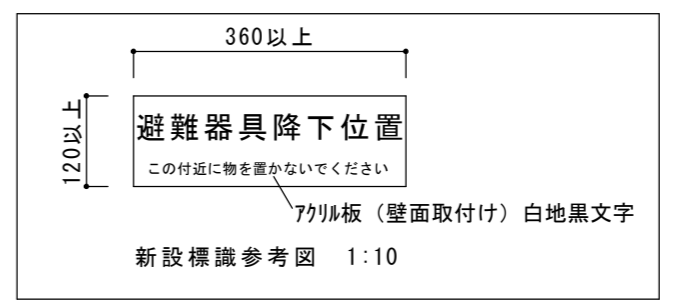 360以上
120以上
避難器具降下位置
この付近に物を置かないでください
ｱｸﾘﾙ板（壁面取付け）白地黒文字
新設標識参考図　1:10